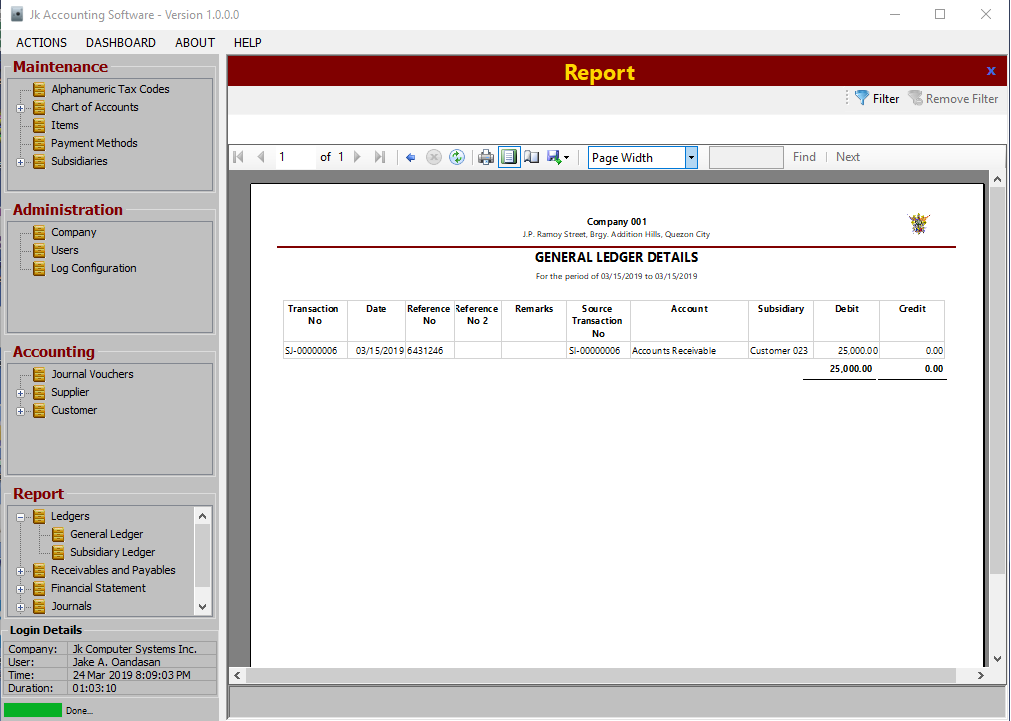 Jk Accounting Software - Version 1.0.0.0
ACTIONS DASHBOARD ABOUT HELP
Maintenance
Alphanumeric Tax Codes
Chart of Accounts
Items
Payment Methods
Subsidiaries
Administration
Company
Users
Log Configuration
Accounting
Journal Vouchers
Supplier
Customer
Report
Ledgers
General Ledger
Subsidiary Ledger
Receivables and Payables
Financial Statement
Journals
Login Details
Company: Jk Computer Systems Inc.
User: Jake A. Oandasan
Time: 24 Mar 2019 8:09:03 PM
Duration: 01:03:10
Done...
Report x
Filter Remove Filter
1 of 1 Page Width Find | Next
Company 001
J.P. Ramoy Street, Brgy. Addition Hills, Quezon City
GENERAL LEDGER DETAILS
For the period of 03/15/2019 to 03/15/2019
Transaction No Date Reference No Reference No 2 Remarks Source Transaction No Account Subsidiary Debit Credit
SJ-00000006 03/15/2019 6431246 SI-00000006 Accounts Receivable Customer 023 25,000.00 0.00
25,000.00 0.00